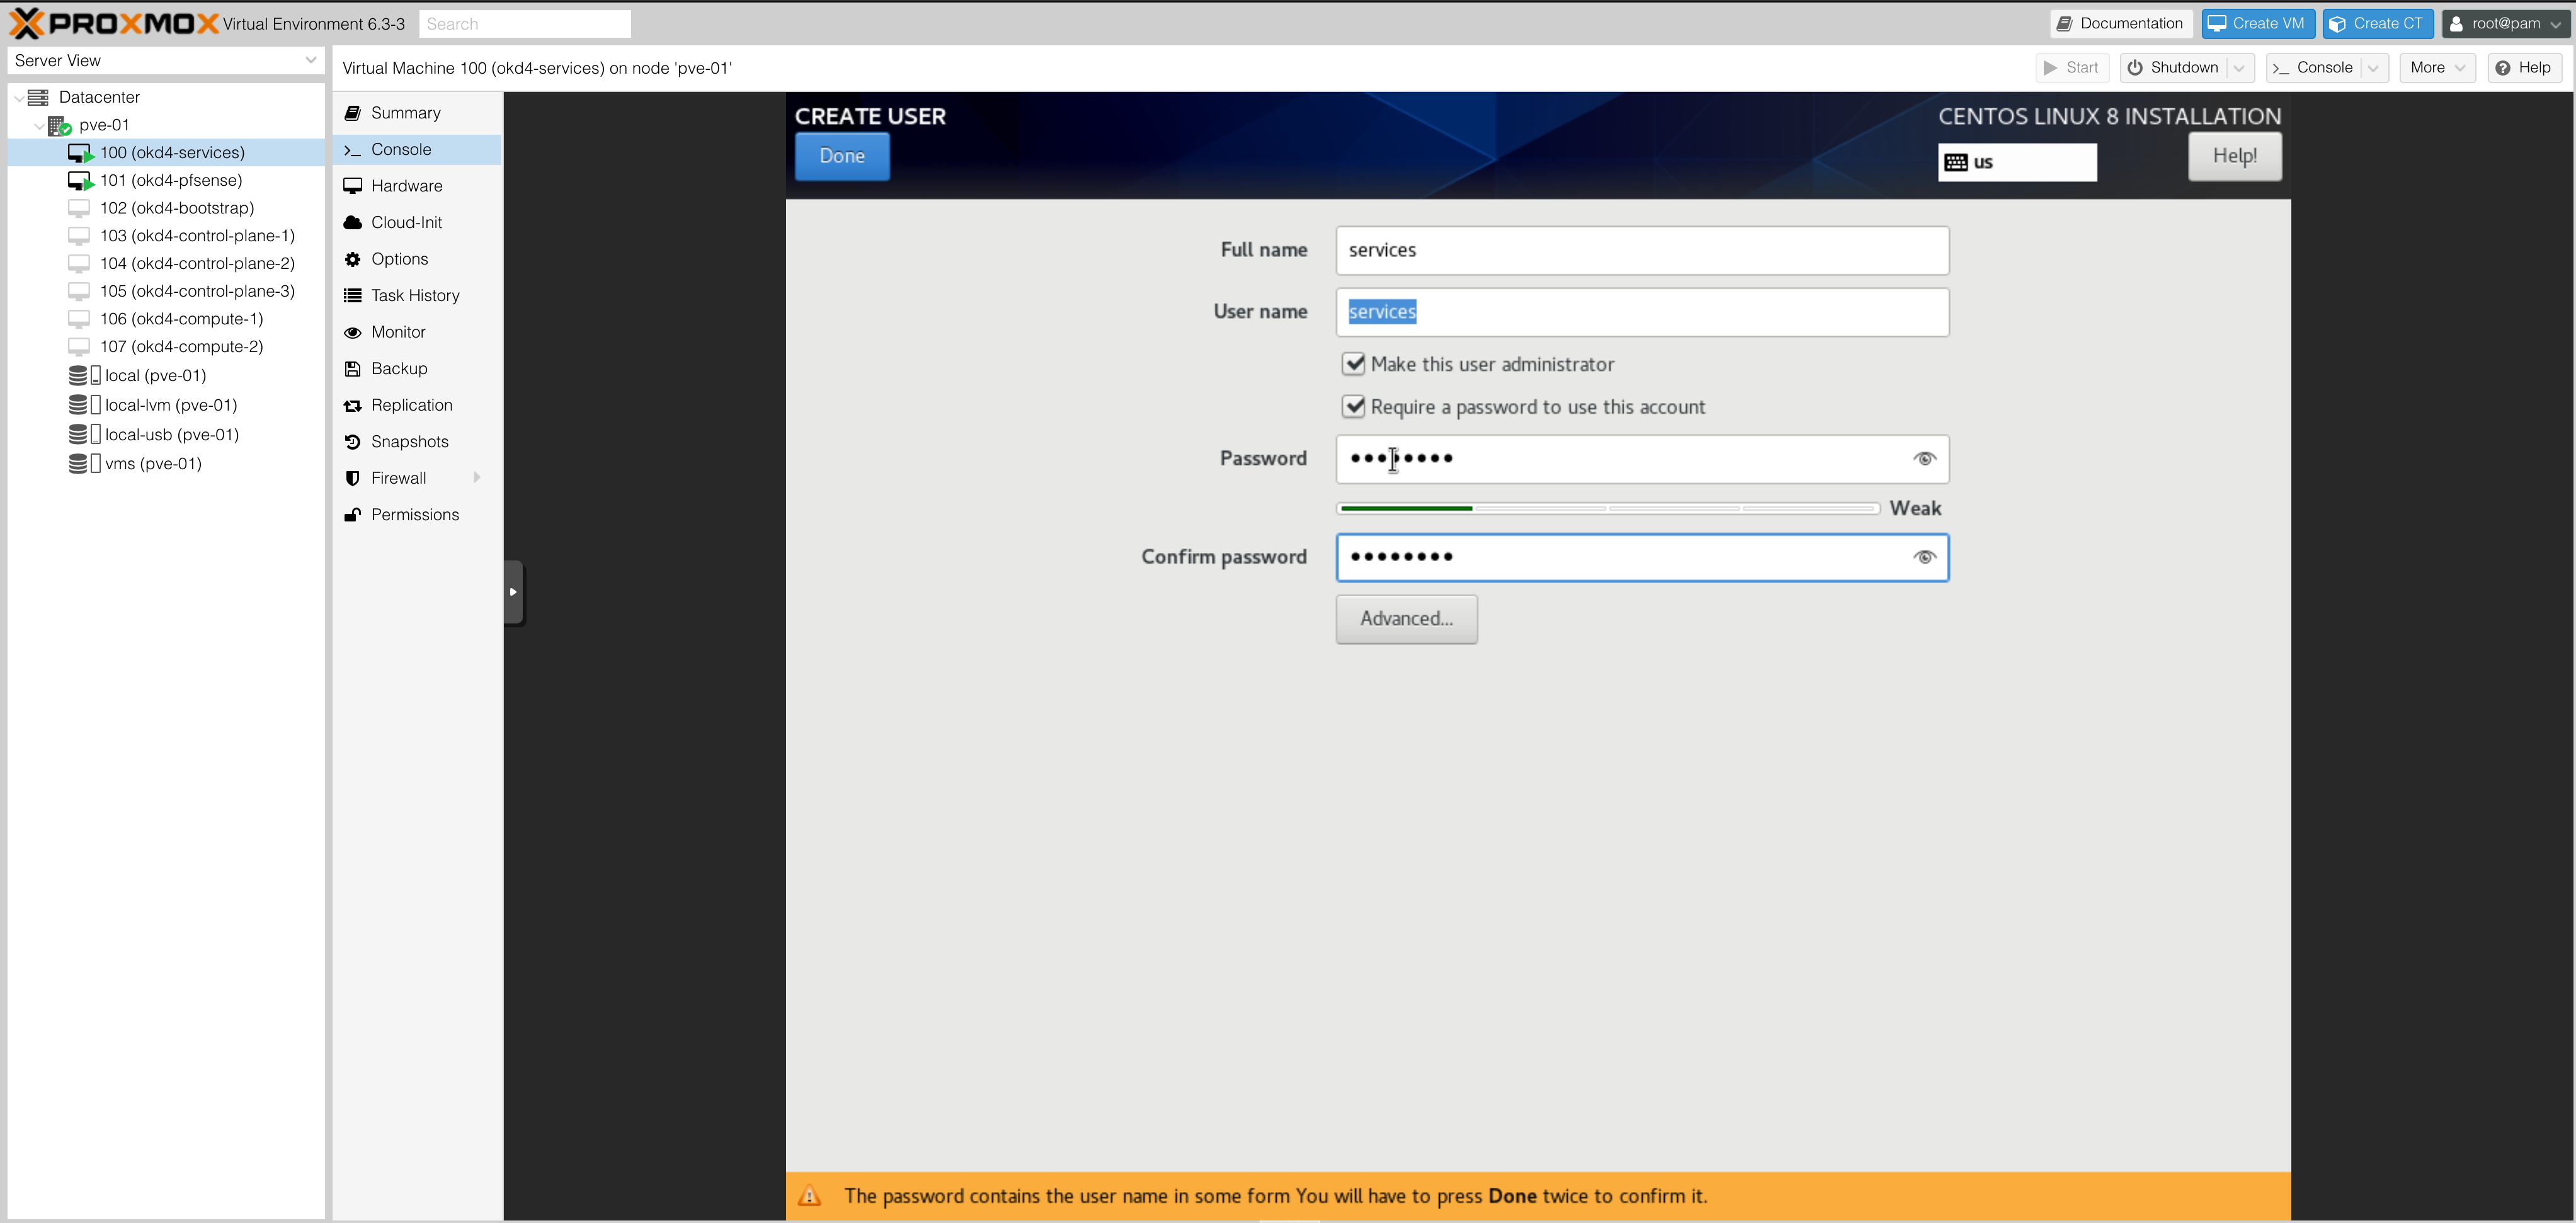 PROXMOX Virtual Environment 6.3-3 Search Documentation Create VM Create CT root@pam
Server View
Virtual Machine 100 (okd4-services) on node 'pve-01' Start Shutdown Console More Help
Datacenter
pve-01
100 (okd4-services)
101 (okd4-pfsense)
102 (okd4-bootstrap)
103 (okd4-control-plane-1)
104 (okd4-control-plane-2)
105 (okd4-control-plane-3)
106 (okd4-compute-1)
107 (okd4-compute-2)
local (pve-01)
local-lvm (pve-01)
local-usb (pve-01)
vms (pve-01)
Summary
Console
Hardware
Cloud-Init
Options
Task History
Monitor
Backup
Replication
Snapshots
Firewall
Permissions
CREATE USER CENTOS LINUX 8 INSTALLATION
Done us Help!
Full name services
User name services
Make this user administrator
Require a password to use this account
Password ••••••••
Weak
Confirm password ••••••••
Advanced...
The password contains the user name in some form You will have to press Done twice to confirm it.